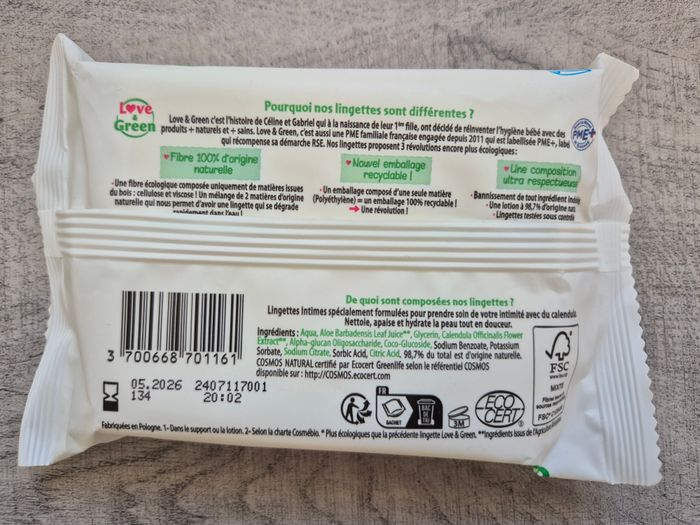 Love
&
Green
Pourquoi nos lingettes sont différentes ?
Love & Green c'est l'histoire de Céline et Gabriel qui à la naissance de leur 1ère fille, ont décidé de réinventer l'hygiène bébé avec des
produits + naturels et + sains. Love & Green, c'est aussi une PME familiale française engagée depuis 2011 qui est labellisée PME+, label
qui récompense sa démarche RSE. Nos lingettes proposent 3 révolutions encore plus écologiques:
PME+
Fibre 100% d'origine
naturelle
Nouvel emballage
recyclable !
Une composition
ultra respectueuse
• Une fibre écologique composée uniquement de matières issues
du bois : cellulose et viscose ! Un mélange de 2 matières d'origine
naturelle qui nous permet d'avoir une lingette qui se dégrade
rapidement dans l'eau !
• Un emballage composé d'une seule matière
(Polyéthylène) = un emballage 100% recyclable !
→ Une révolution !
• Bannissement de tout ingrédient
• Une lotion à 98,7% d'origine
• Lingettes testées sous contrôle
De quoi sont composées nos lingettes ?
Lingettes Intimes spécialement formulées pour prendre soin de votre intimité avec du calendula.
Nettoie, apaise et hydrate la peau tout en douceur.
Ingrédients : Aqua, Aloe Barbadensis Leaf Juice**, Glycerin, Calendula Officinalis Flower
Extract**, Alpha-glucan Oligosaccharide, Coco-Glucoside, Sodium Benzoate, Potassium
Sorbate, Sodium Citrate, Sorbic Acid, Citric Acid, 98,7% du total est d'origine naturelle.
COSMOS NATURAL certifié par Ecocert Greenlife selon le référentiel COSMOS
disponible sur : http://COSMOS.ecocert.com
3 700668 701161
05.2026 2407117001
134 20:02
FR
SACHET
BAC DE TRI
3M
ECO
CERT
FSC
MIXTE
Fabriquées en Pologne. 1- Dans le support ou la lotion. 2- Selon la charte Cosmébio. * Plus écologiques que la précédente lingette Love & Green. **Ingrédients issus de l'Agriculture